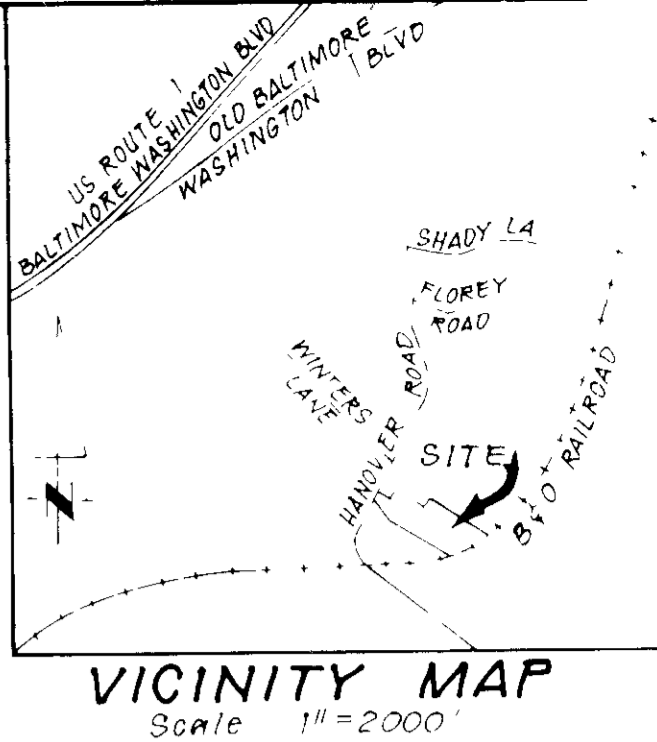 US ROUTE 1
BALTIMORE WASHINGTON BLVD
OLD BALTIMORE
WASHINGTON BLVD
SHADY LA
FLOREY
ROAD
WINTERS
LANE
HANOVER ROAD
SITE
B & O RAILROAD
N
VICINITY MAP
Scale 1" = 2000'